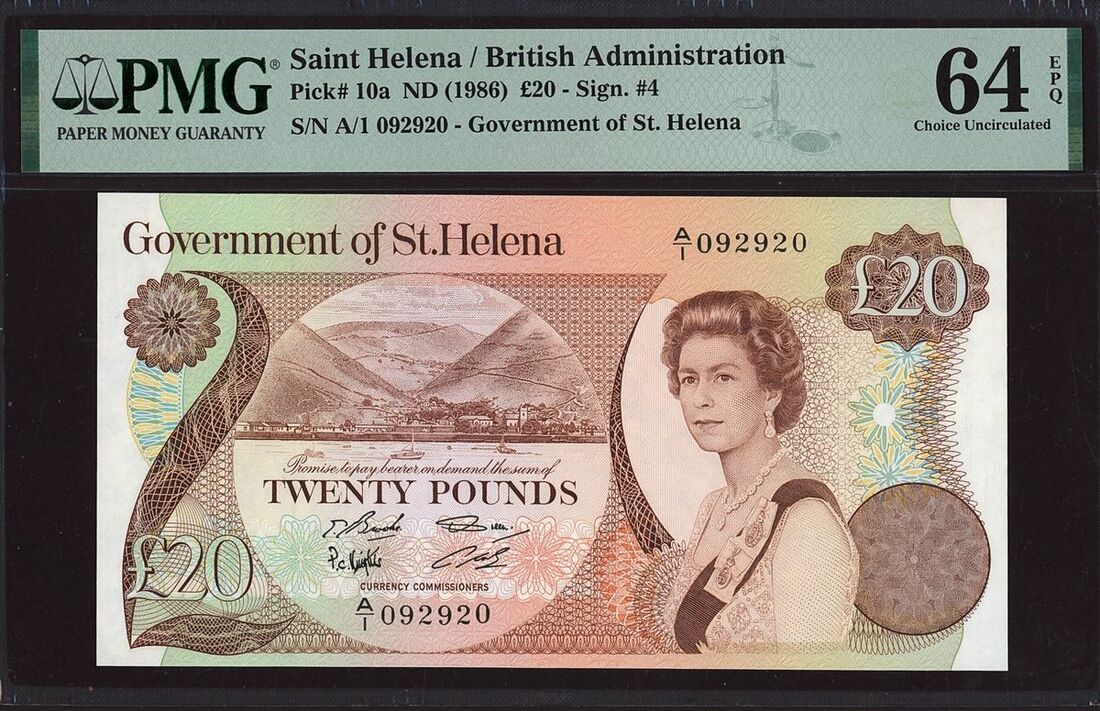 PMG®
PAPER MONEY GUARANTY
Saint Helena / British Administration
Pick# 10a ND (1986) £20 - Sign. #4
S/N A/1 092920 - Government of St. Helena
64 EPQ
Choice Uncirculated
Government of St.Helena
A/1 092920
£20
Promise to pay bearer on demand the sum of
TWENTY POUNDS
£20
CURRENCY COMMISSIONERS
A/1 092920